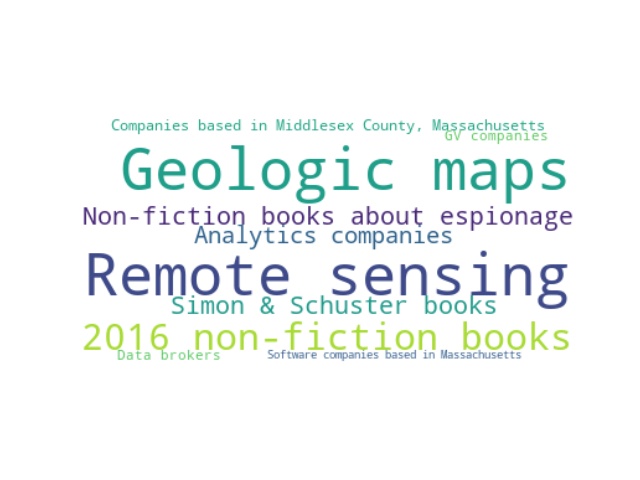 Companies based in Middlesex County, Massachusetts
GV companies
Geologic maps
Non-fiction books about espionage
Analytics companies
Remote sensing
Simon & Schuster books
2016 non-fiction books
Data brokers
Software companies based in Massachusetts